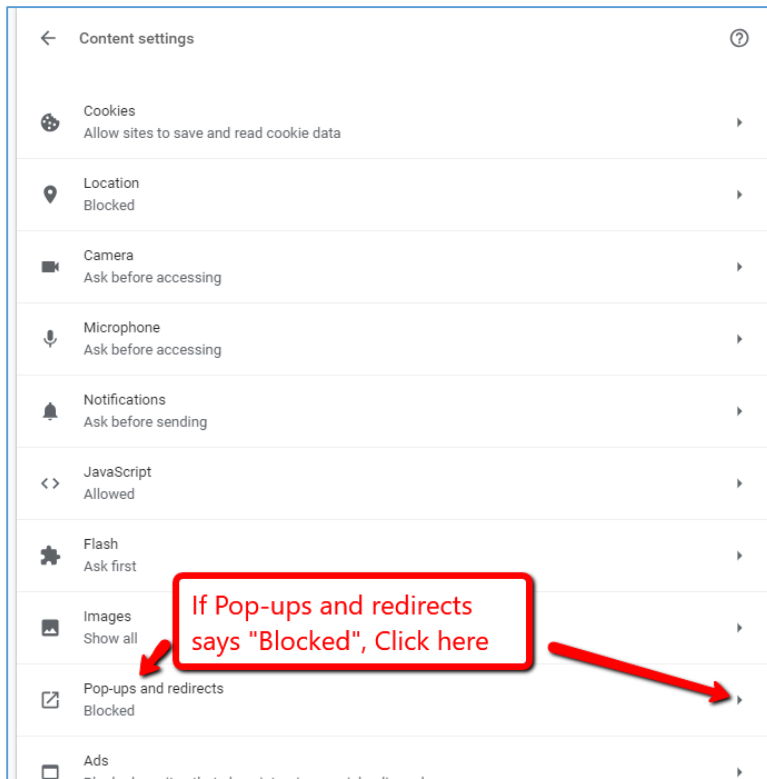 Content settings
Cookies
Allow sites to save and read cookie data
Location
Blocked
Camera
Ask before accessing
Microphone
Ask before accessing
Notifications
Ask before sending
JavaScript
Allowed
Flash
Ask first
If Pop-ups and redirects
says "Blocked", Click here
Images
Show all
Pop-ups and redirects
Blocked
Ads